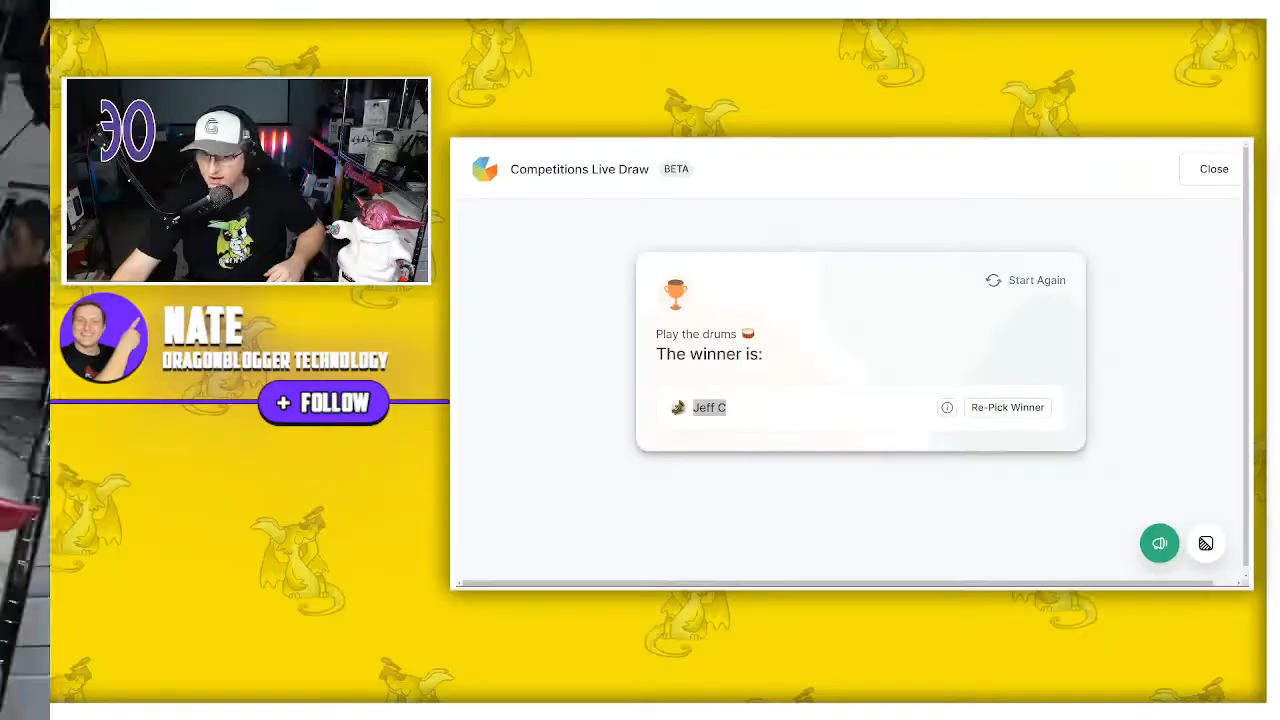 30
NATE
DRAGONBLOGGER TECHNOLOGY
+ FOLLOW
Competitions Live Draw BETA
Close
Start Again
Play the drums 🥁
The winner is:
Jeff C
Re-Pick Winner